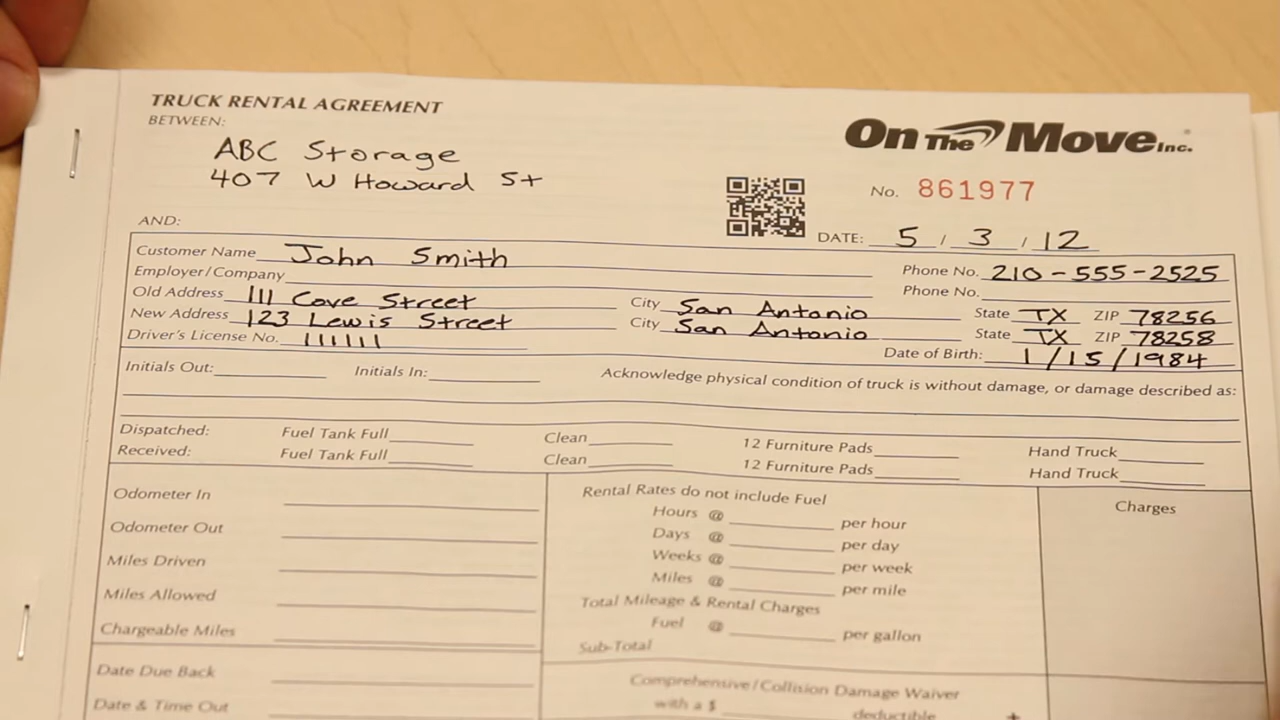 TRUCK RENTAL AGREEMENT
BETWEEN:
On The Move Inc.
ABC Storage
407 W Howard St
No. 861977
AND:
DATE: 5 / 3 / 12
Customer Name John Smith
Phone No. 210-555-2525
Employer/Company
Phone No.
Old Address 111 Cove Street City San Antonio State TX ZIP 78256
New Address 123 Lewis Street City San Antonio State TX ZIP 78258
Driver's License No. 111111 Date of Birth: 1/15/1984
Initials Out: Initials In: Acknowledge physical condition of truck is without damage, or damage described as:
Dispatched: Fuel Tank Full Clean 12 Furniture Pads Hand Truck
Received: Fuel Tank Full Clean 12 Furniture Pads Hand Truck
Odometer In
Odometer Out
Miles Driven
Miles Allowed
Chargeable Miles
Date Due Back
Date & Time Out
Rental Rates do not include Fuel
Hours @ per hour
Days @ per day
Weeks @ per week
Miles @ per mile
Total Mileage & Rental Charges
Fuel @ per gallon
Sub-Total
Comprehensive/Collision Damage Waiver
with a $ deductible +
Charges